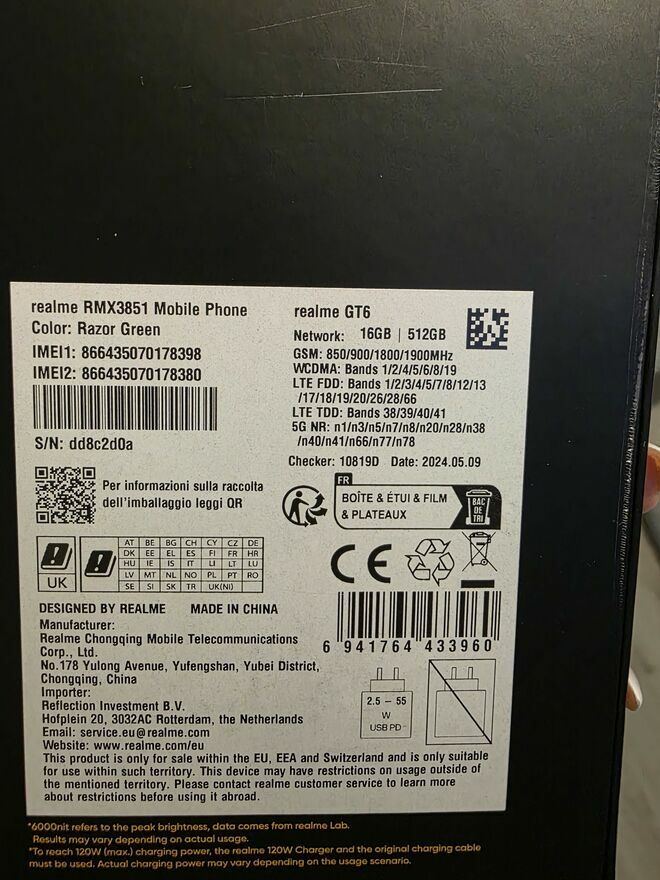 realme RMX3851 Mobile Phone
Color: Razor Green
IMEI1: 866435070178398
IMEI2: 866435070178380
S/N: dd8c2d0a
Per informazioni sulla raccolta
dell'imballaggio leggi QR
realme GT6
Network: 16GB | 512GB
GSM: 850/900/1800/1900MHz
WCDMA: Bands 1/2/4/5/6/8/19
LTE FDD: Bands 1/2/3/4/5/7/8/12/13
/17/18/19/20/26/28/66
LTE TDD: Bands 38/39/40/41
5G NR: n1/n3/n5/n7/n8/n20/n28/n38
/n40/n41/n66/n77/n78
Checker: 10819D Date: 2024.05.09
FR
BOÎTE & ÉTUI & FILM
& PLATEAUX
BAC
DE
TRI
UK
AT BE BG CH CY CZ DE
DK EE EL ES FI FR HR
HU IE IS IT LI LT LU
LV MT NL NO PL PT RO
SE SI SK TR UK(NI)
CE
DESIGNED BY REALME MADE IN CHINA
Manufacturer:
Realme Chongqing Mobile Telecommunications
Corp., Ltd.
No.178 Yulong Avenue, Yufengshan, Yubei District,
Chongqing, China
Importer:
Reflection Investment B.V.
Hofplein 20, 3032AC Rotterdam, the Netherlands
Email: service.eu@realme.com
Website: www.realme.com/eu
6 941764 433960
2.5 – 55
W
USB PD
This product is only for sale within the EU, EEA and Switzerland and is only suitable
for use within such territory. This device may have restrictions on usage outside of
the mentioned territory. Please contact realme customer service to learn more
about restrictions before using it abroad.
*6000nit refers to the peak brightness, data comes from realme Lab.
Results may vary depending on actual usage.
*To reach 120W (max.) charging power, the realme 120W Charger and the original charging cable
must be used. Actual charging power may vary depending on the usage scenario.